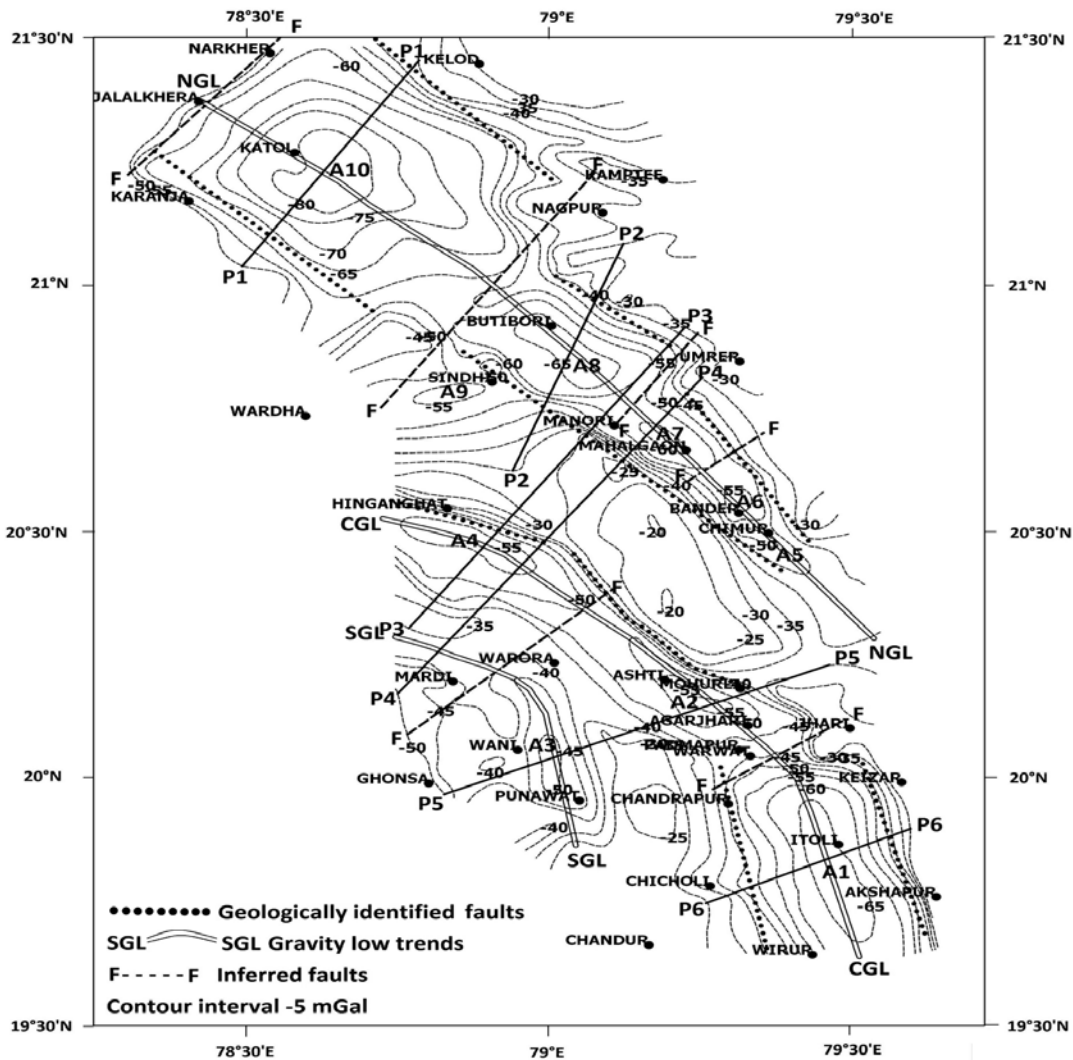 78°30'E 79°E 79°30'E
21°30'N 21°30'N
F
NARKHER
P1
KELOD
-60
NGL
JALALKHERA
-30
-35
-40
KATOL
A10
F
F
KAMPTEE
-35
-50
-55
KARANJA
-80
-75
NAGPUR
P2
-70
-65
P1
21°N 21°N
-40
-30
BUTIBORI
-35
P3
F
-45
-50
-60
-65
A8
55
UMRER
P4
-30
SINDHI
60
A9
-55
-50
-45
F
WARDHA
MANORI
F
A7
F
MAHALGAON
60
P2
-25
F
-40
-55
A6
HINGANGHAT
BANDER
CGL
-30
CHIMUR
-30
20°30'N 20°30'N
A4
-55
-20
-50
A5
-50
F
-20
-30
-35
-25
P3
-35
SGL
NGL
WARORA
-40
P5
MARDI
ASHTI
MOHURLI
-40
P4
-55
A2
-45
AGARJHARI
55
50
F
JHARI
F
-50
WANI
A3
-45
-40
-45
PADMAPUR
WARWAT
-45
-30
-35
20°N 20°N
-40
-50
-55
-60
KELZAR
GHONSA
P5
PUNAWAT
-50
F
CHANDRAPUR
-40
-25
P6
SGL
ITOLI
A1
CHICHOLI
AKSHAPUR
-65
P6
CHANDUR
WIRUR
CGL
Geologically identified faults
SGL SGL Gravity low trends
F F Inferred faults
Contour interval -5 mGal
19°30'N 19°30'N
78°30'E 79°E 79°30'E